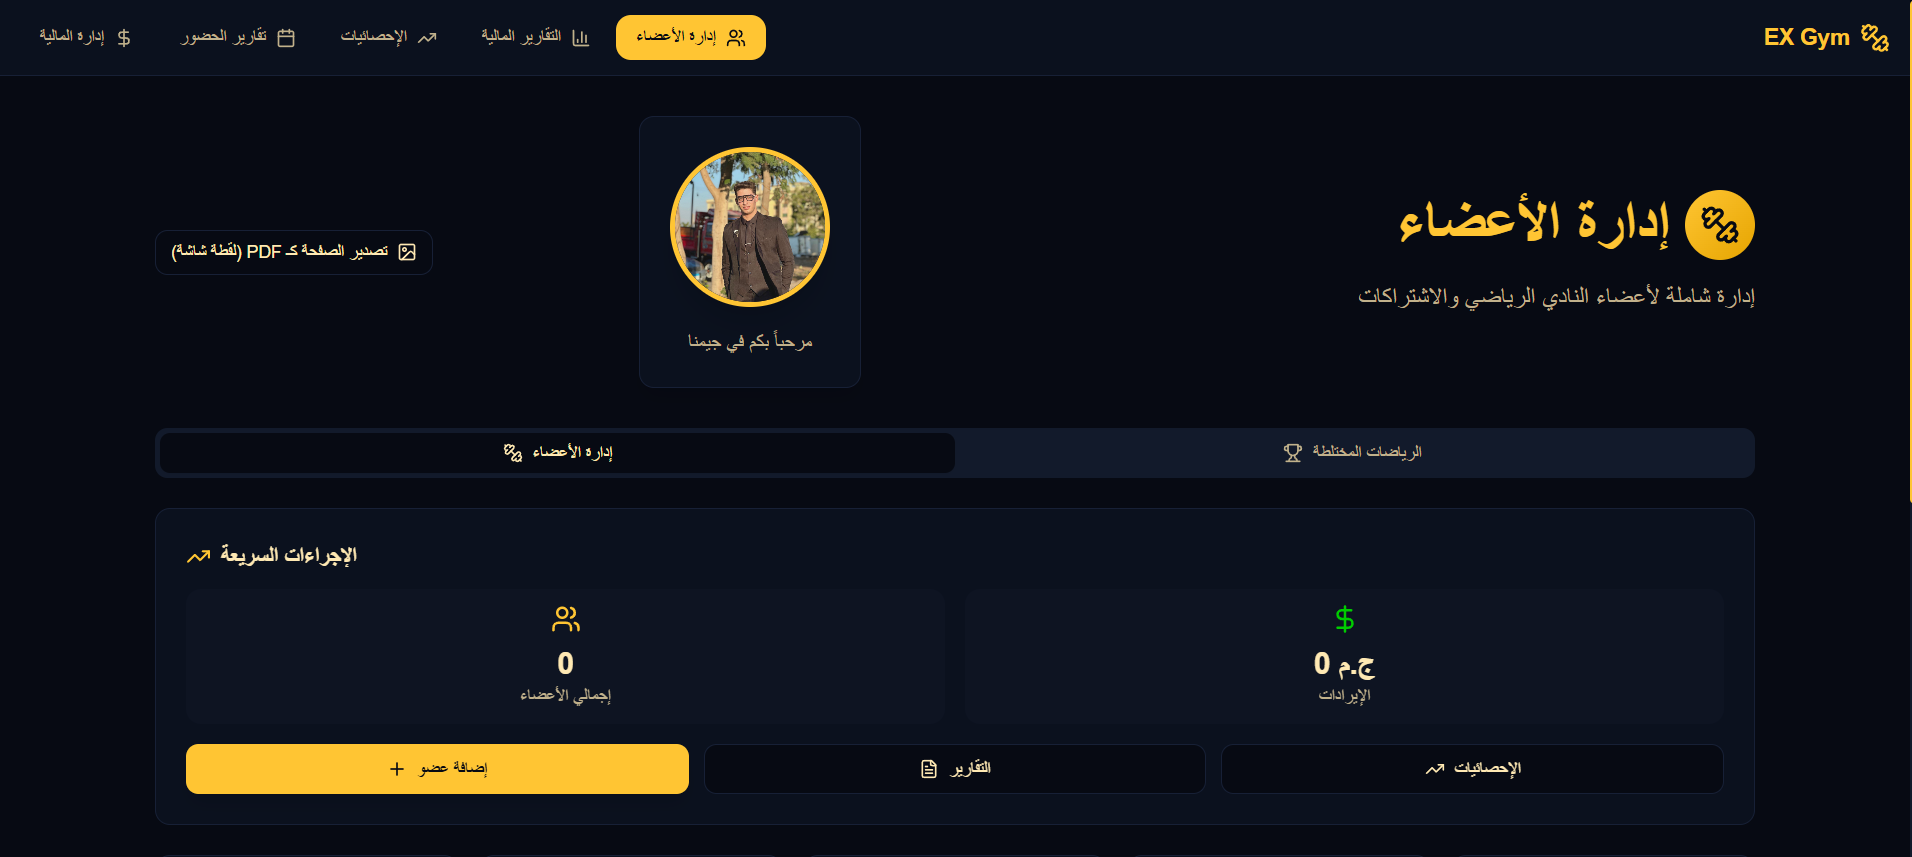 EX Gym
إدارة الأعضاء
التقارير المالية
الإحصائيات
تقارير الحضور
إدارة المالية
إدارة الأعضاء
إدارة شاملة لأعضاء النادي الرياضي والاشتراكات
مرحباً بكم في جيمنا
تصدير الصفحة كـ PDF (لقطة شاشة)
الرياضات المختلطة
إدارة الأعضاء
الإجراءات السريعة
ج.م 0
الإيرادات
0
إجمالي الأعضاء
الإحصائيات
التقارير
إضافة عضو